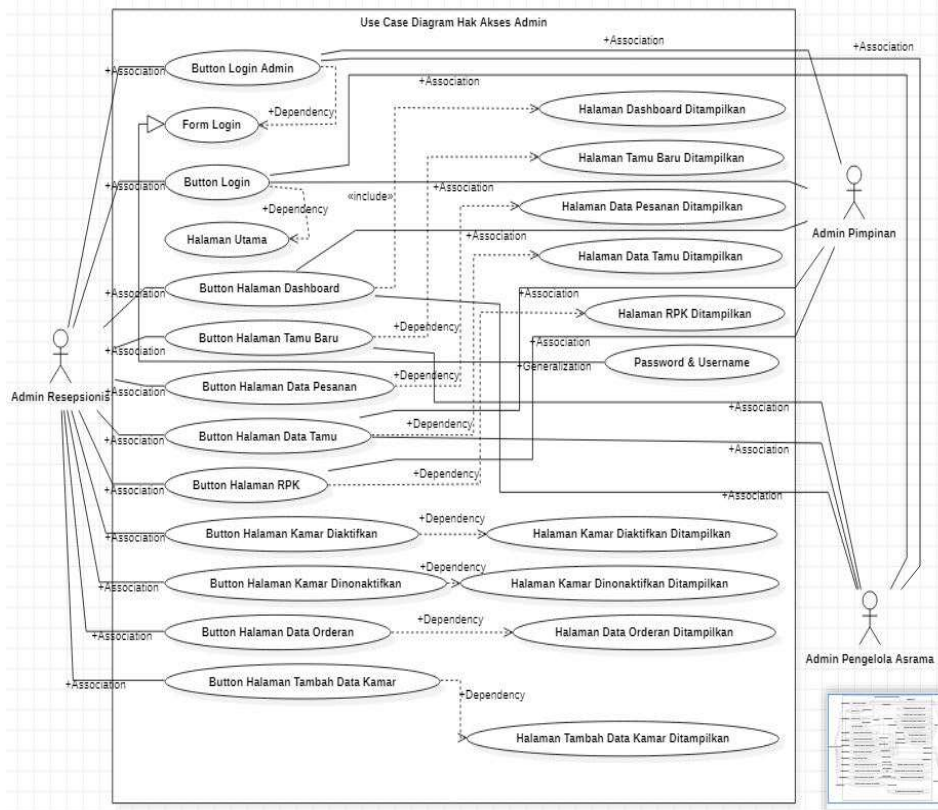 Use Case Diagram Hak Akses Admin
+Association
+Association
Button Login Admin
+Association
+Association
+Dependency
Halaman Dashboard Ditampilkan
Form Login
Halaman Tamu Baru Ditampilkan
Button Login
+Association
+Association
«include»
+Dependency
Halaman Data Pesanan Ditampilkan
Admin Pimpinan
Halaman Utama
+Association
Halaman Data Tamu Ditampilkan
Button Halaman Dashboard
+Association
+Association
Halaman RPK Ditampilkan
+Dependency
Button Halaman Tamu Baru
+Association
+Association
Password & Username
+Generalization
+Dependency
Button Halaman Data Pesanan
+Association
Admin Resepsionis
+Association
+Dependency
Button Halaman Data Tamu
+Association
+Association
+Dependency
Button Halaman RPK
+Association
+Association
+Dependency
Button Halaman Kamar Diaktifkan
Halaman Kamar Diaktifkan Ditampilkan
+Association
+Dependency
Button Halaman Kamar Dinonaktifkan
Halaman Kamar Dinonaktifkan Ditampilkan
+Association
+Dependency
Button Halaman Data Orderan
Halaman Data Orderan Ditampilkan
+Association
Admin Pengelola Asrama
Button Halaman Tambah Data Kamar
+Association
+Dependency
Halaman Tambah Data Kamar Ditampilkan